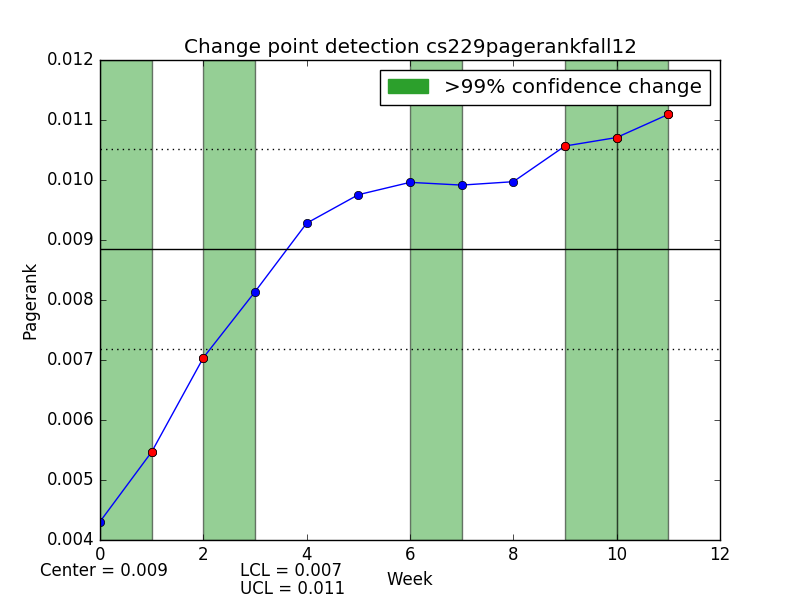 Change point detection cs229pagerankfall12
>99% confidence change
0.012
0.011
0.010
0.009
0.008
0.007
0.006
0.005
0.004
Pagerank
0 2 4 6 8 10 12
Week
Center = 0.009
LCL = 0.007
UCL = 0.011